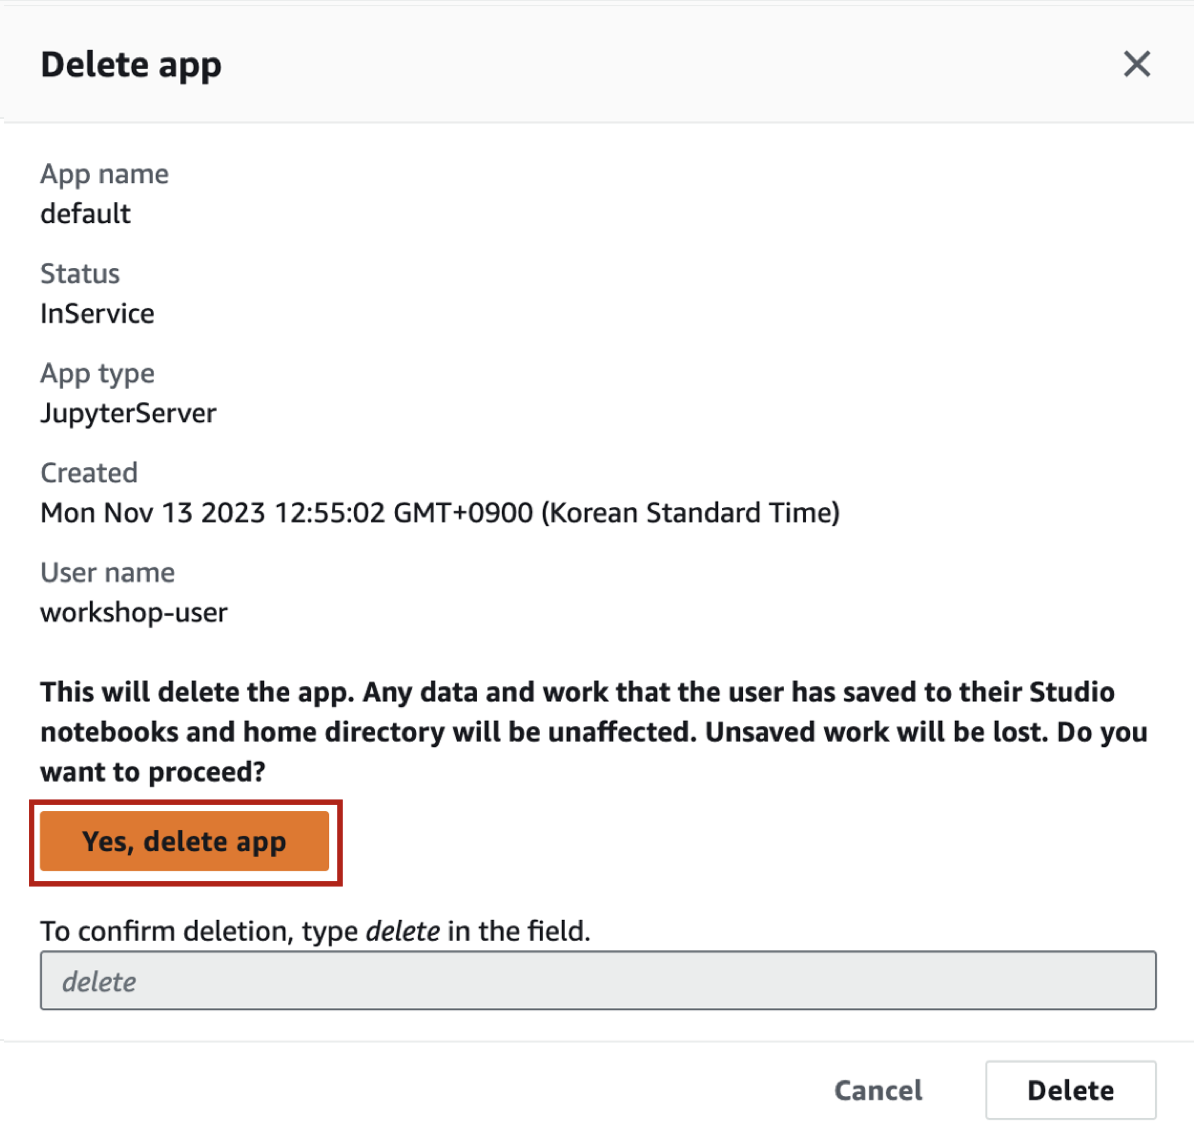 Delete app
App name
default
Status
InService
App type
JupyterServer
Created
Mon Nov 13 2023 12:55:02 GMT+0900 (Korean Standard Time)
User name
workshop-user
This will delete the app. Any data and work that the user has saved to their Studio
notebooks and home directory will be unaffected. Unsaved work will be lost. Do you
want to proceed?
Yes, delete app
To confirm deletion, type delete in the field.
delete
Cancel
Delete